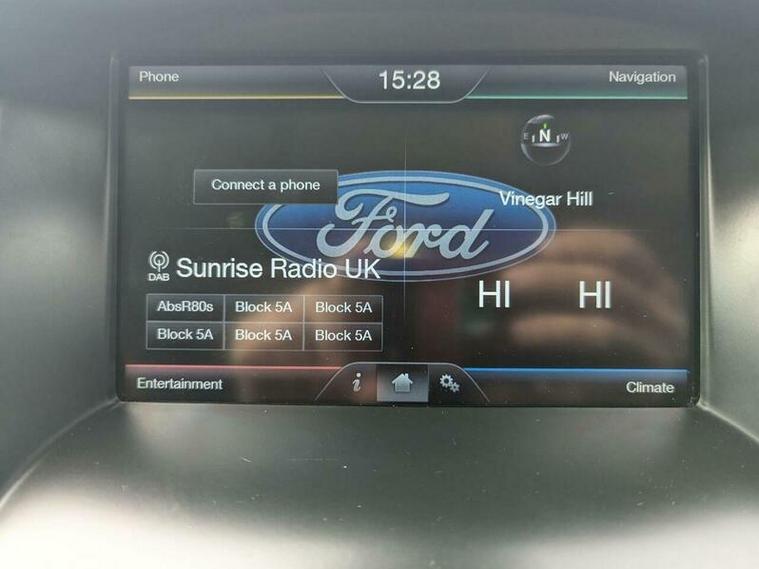 Phone
15:28
Navigation
E N W
Connect a phone
Vinegar Hill
Ford
DAB
Sunrise Radio UK
HI HI
AbsR80s Block 5A Block 5A
Block 5A Block 5A Block 5A
Entertainment
i
Climate